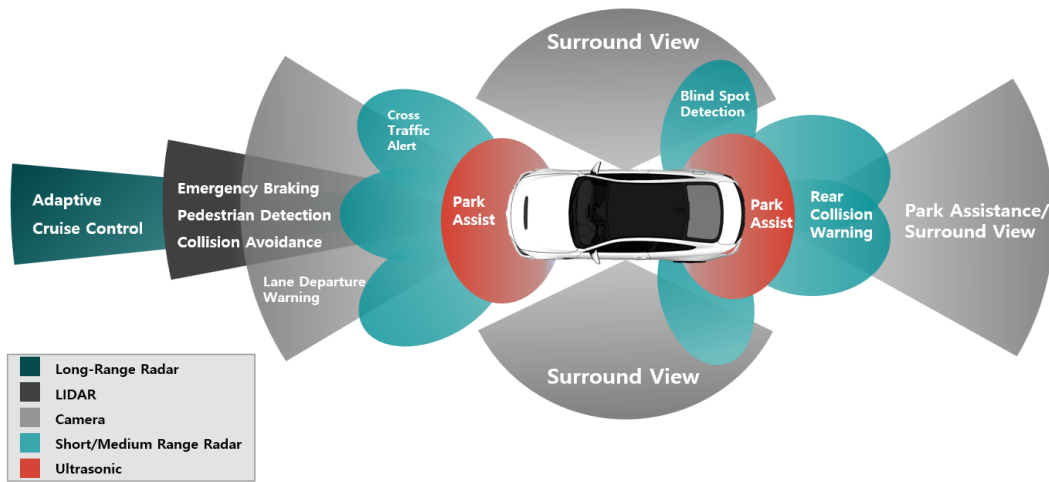 Surround View
Blind Spot
Detection
Cross
Traffic
Alert
Adaptive
Cruise Control
Emergency Braking
Pedestrian Detection
Collision Avoidance
Park
Assist
Park
Assist
Rear
Collision
Warning
Park Assistance/
Surround View
Lane Departure
Warning
Surround View
Long-Range Radar
LIDAR
Camera
Short/Medium Range Radar
Ultrasonic